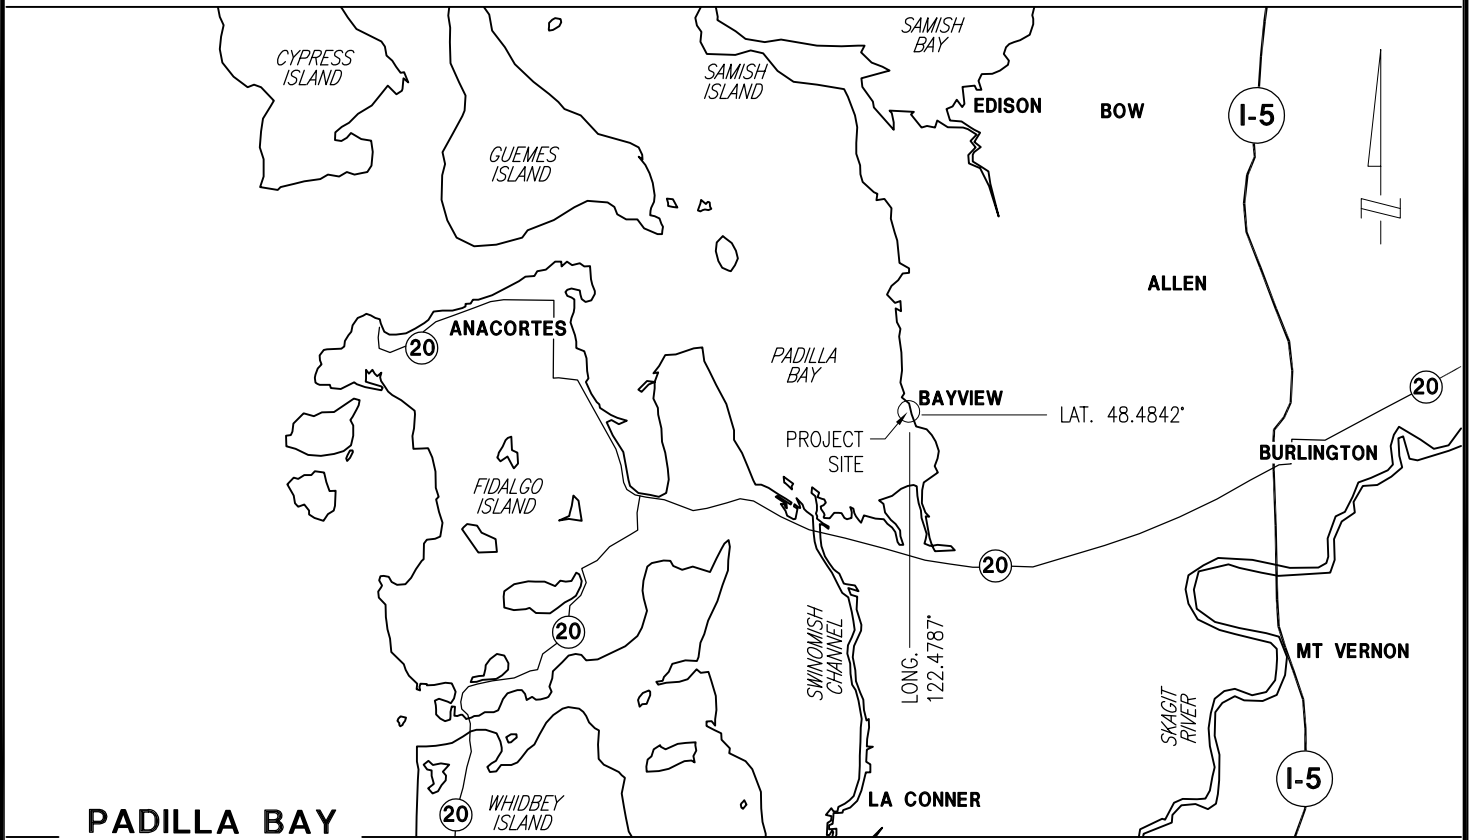 SAMISH
BAY
CYPRESS
ISLAND
SAMISH
ISLAND
EDISON
BOW
I-5
GUEMES
ISLAND
N
ALLEN
ANACORTES
20
PADILLA
BAY
20
BAYVIEW
LAT. 48.4842°
PROJECT
SITE
BURLINGTON
FIDALGO
ISLAND
20
20
SWINOMISH
CHANNEL
LONG.
122.4787°
MT VERNON
SKAGIT
RIVER
I-5
LA CONNER
20
WHIDBEY
ISLAND
PADILLA BAY